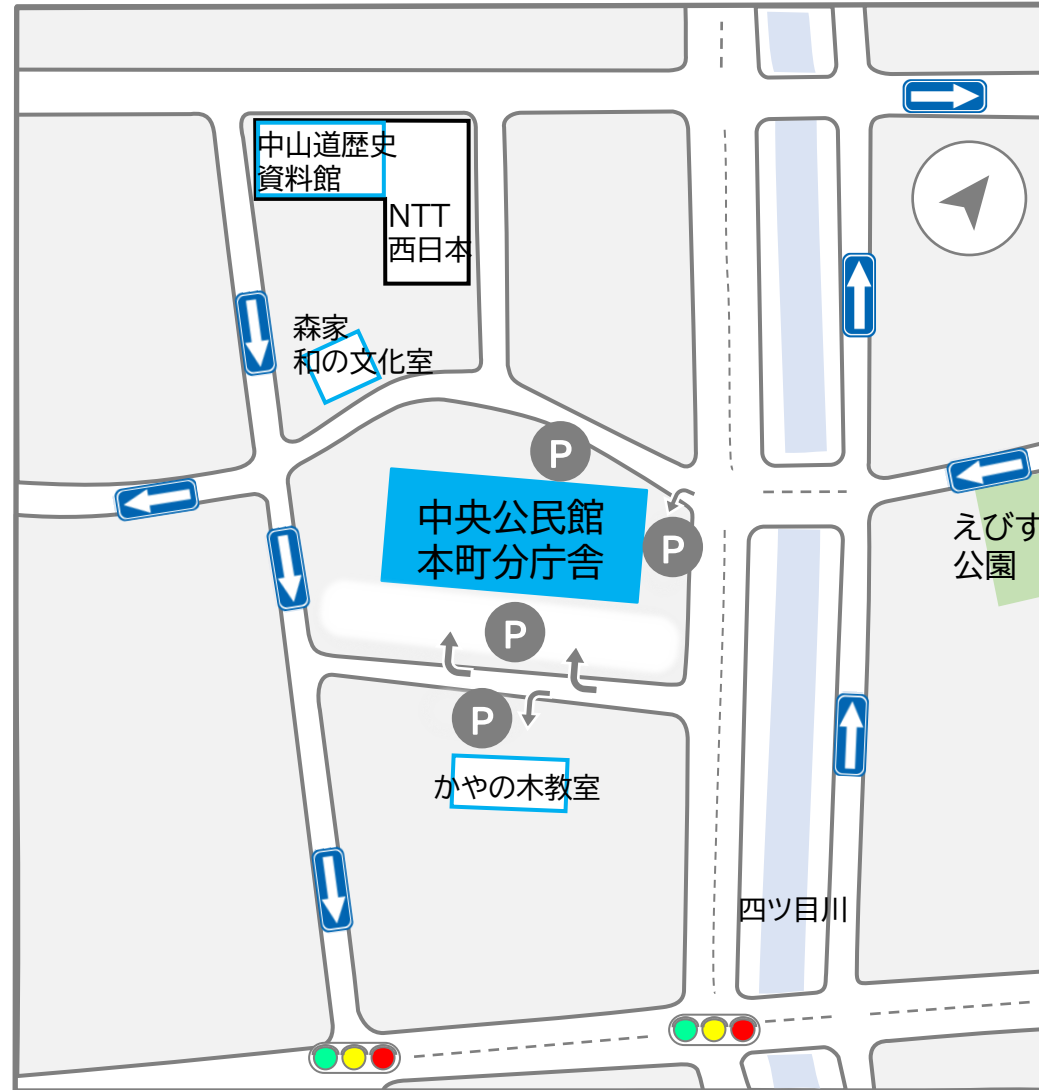 中山道歴史
資料館
NTT
西日本
森家
和の文化室
P
中央公民館
本町分庁舎
P
えびす
公園
P
P
かやの木教室
四ツ目川